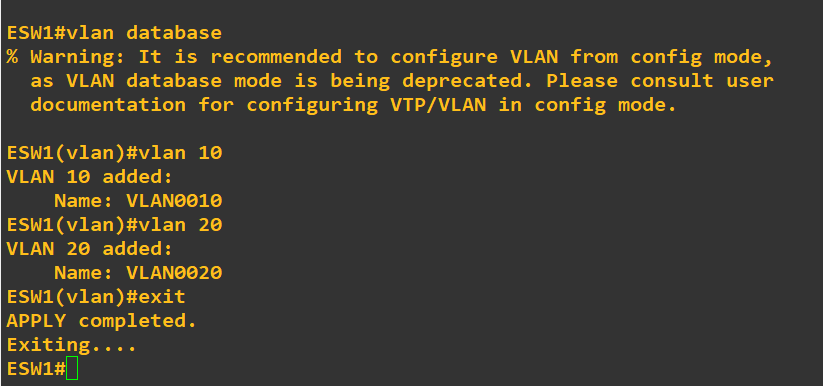 ESW1#vlan database
% Warning: It is recommended to configure VLAN from config mode,
  as VLAN database mode is being deprecated. Please consult user
  documentation for configuring VTP/VLAN in config mode.

ESW1(vlan)#vlan 10
VLAN 10 added:
    Name: VLAN0010
ESW1(vlan)#vlan 20
VLAN 20 added:
    Name: VLAN0020
ESW1(vlan)#exit
APPLY completed.
Exiting....
ESW1#